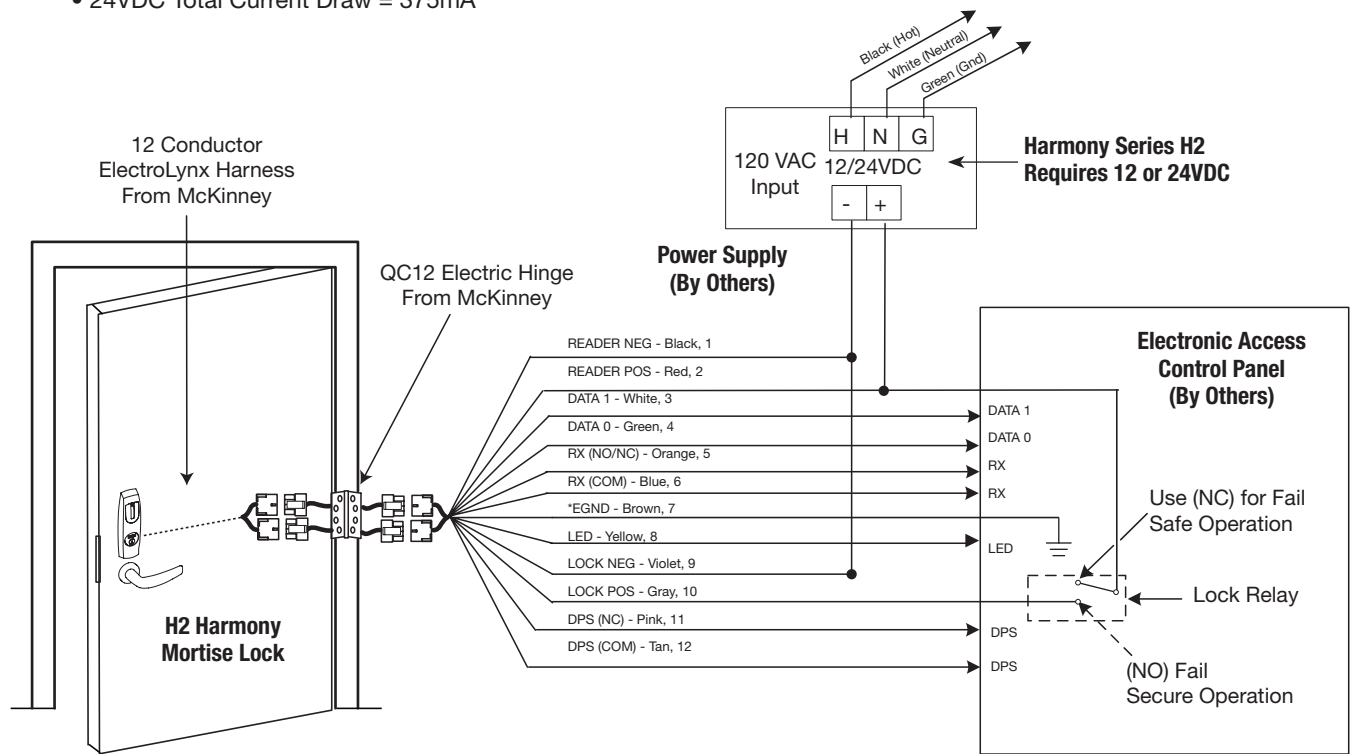 • 24VDC Total Current Draw = 375mA
Black (Hot)
White (Neutral)
Green (Gnd)
H N G
120 VAC
Input
12/24VDC
- +
Harmony Series H2
Requires 12 or 24VDC
Power Supply
(By Others)
12 Conductor
ElectroLynx Harness
From McKinney
QC12 Electric Hinge
From McKinney
Electronic Access
Control Panel
(By Others)
READER NEG - Black, 1
READER POS - Red, 2
DATA 1 - White, 3
DATA 0 - Green, 4
RX (NO/NC) - Orange, 5
RX (COM) - Blue, 6
*EGND - Brown, 7
LED - Yellow, 8
LOCK NEG - Violet, 9
LOCK POS - Gray, 10
DPS (NC) - Pink, 11
DPS (COM) - Tan, 12
DATA 1
DATA 0
RX
RX
LED
DPS
DPS
Use (NC) for Fail
Safe Operation
Lock Relay
(NO) Fail
Secure Operation
H2 Harmony
Mortise Lock